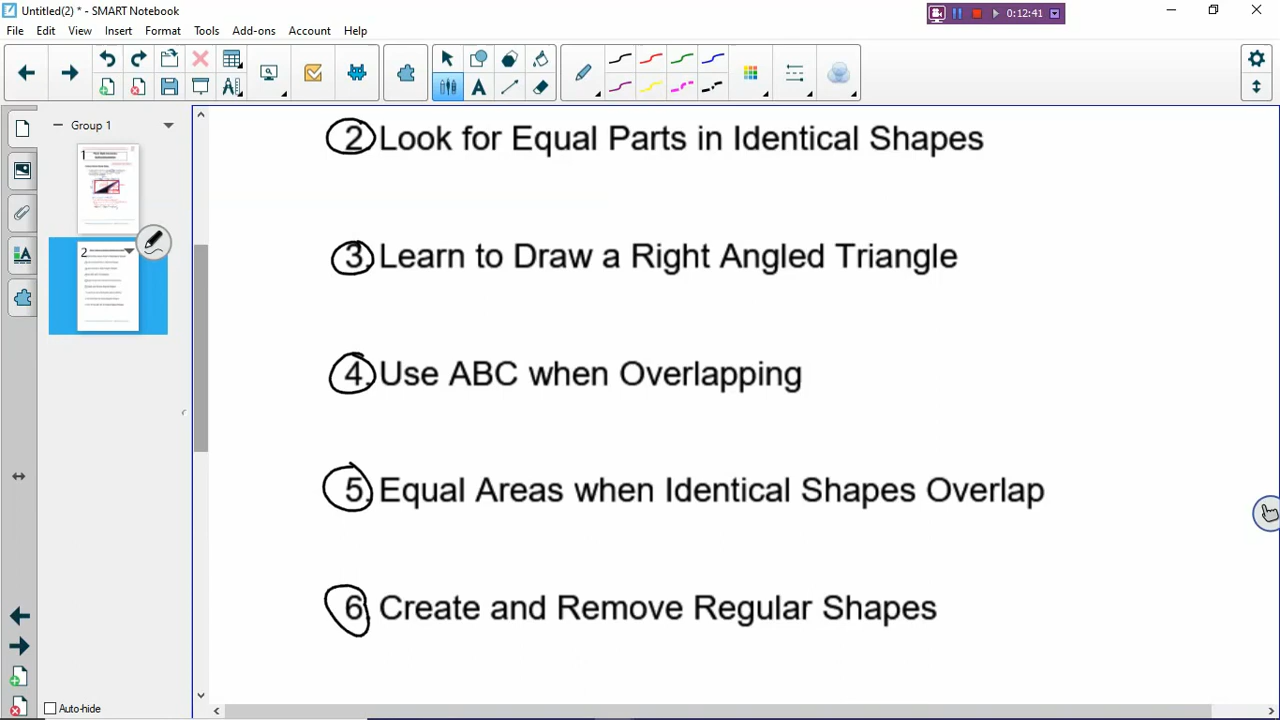 Untitled(2) * - SMART Notebook
0:12:41
File Edit View Insert Format Tools Add-ons Account Help
Group 1
1
2
2 Look for Equal Parts in Identical Shapes
3. Learn to Draw a Right Angled Triangle
4. Use ABC when Overlapping
5. Equal Areas when Identical Shapes Overlap
6 Create and Remove Regular Shapes
Auto-hide